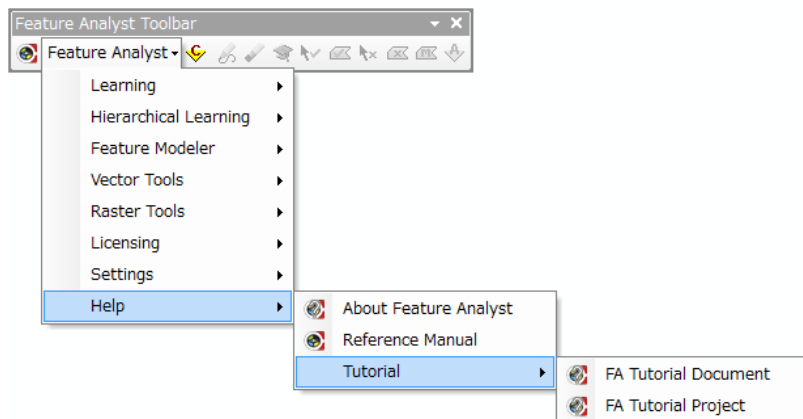 Feature Analyst Toolbar
Feature Analyst
Learning
Hierarchical Learning
Feature Modeler
Vector Tools
Raster Tools
Licensing
Settings
Help
About Feature Analyst
Reference Manual
Tutorial
FA Tutorial Document
FA Tutorial Project